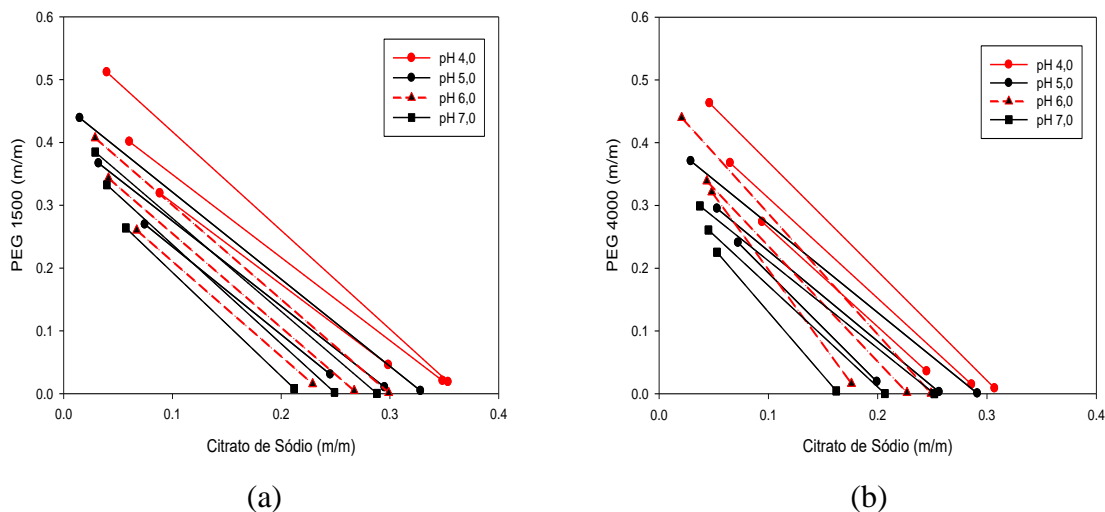 0.6
0.5
0.4
0.3
0.2
0.1
0.0
PEG 1500 (m/m)
pH 4,0
pH 5,0
pH 6,0
pH 7,0
0.0 0.1 0.2 0.3 0.4
Citrato de Sódio (m/m)
(a)
0.6
0.5
0.4
0.3
0.2
0.1
0.0
PEG 4000 (m/m)
pH 4,0
pH 5,0
pH 6,0
pH 7,0
0.0 0.1 0.2 0.3 0.4
Citrato de Sódio (m/m)
(b)